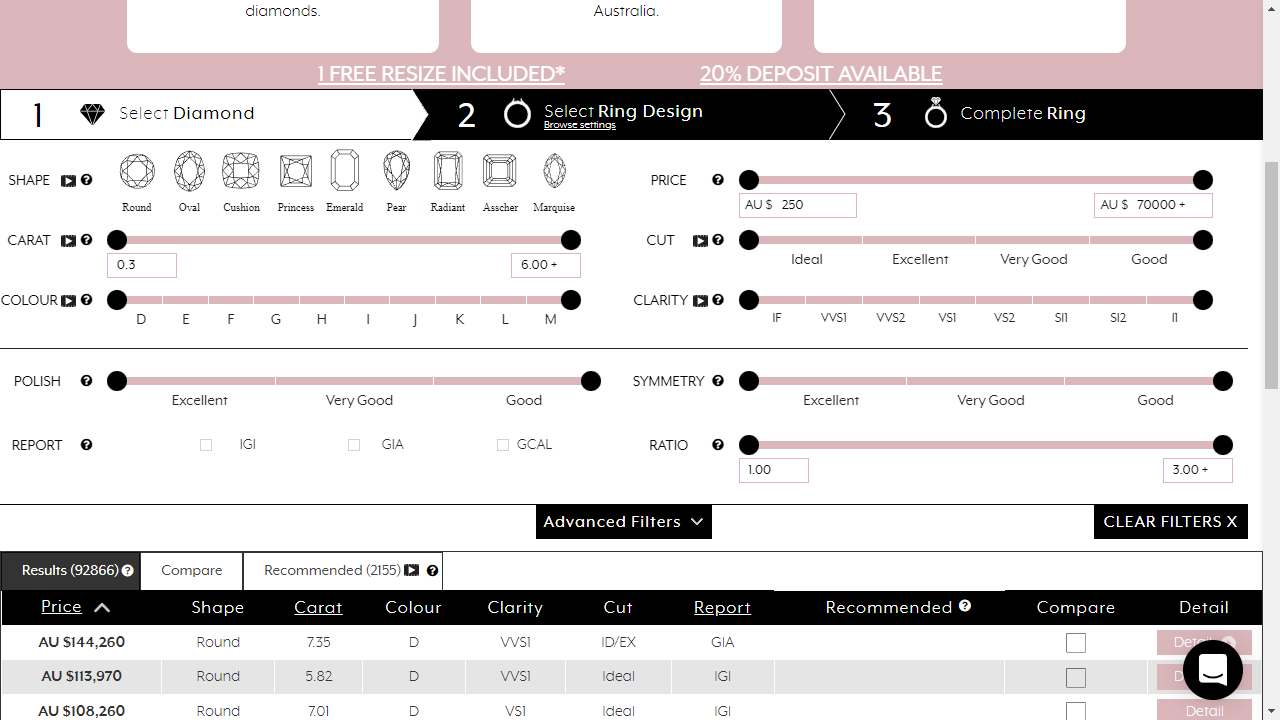 diamonds.
Australia.
1 FREE RESIZE INCLUDED*
20% DEPOSIT AVAILABLE
1 Select Diamond
2 Select Ring Design
Browse settings
3 Complete Ring
SHAPE
Round Oval Cushion Princess Emerald Pear Radiant Asscher Marquise
PRICE
AU $ 250
AU $ 70000 +
CARAT
0.3
6.00 +
CUT
Ideal Excellent Very Good Good
COLOUR
D E F G H I J K L M
CLARITY
IF VVS1 VVS2 VS1 VS2 SI1 SI2 I1
POLISH
Excellent Very Good Good
SYMMETRY
Excellent Very Good Good
REPORT
IGI GIA GCAL
RATIO
1.00
3.00 +
Advanced Filters
CLEAR FILTERS X
Results (92866) Compare Recommended (2155)
Price Shape Carat Colour Clarity Cut Report Recommended Compare Detail
AU $144,260 Round 7.35 D VVS1 ID/EX GIA Detail
AU $113,970 Round 5.82 D VVS1 Ideal IGI
AU $108,260 Round 7.01 D VS1 Ideal IGI Detail